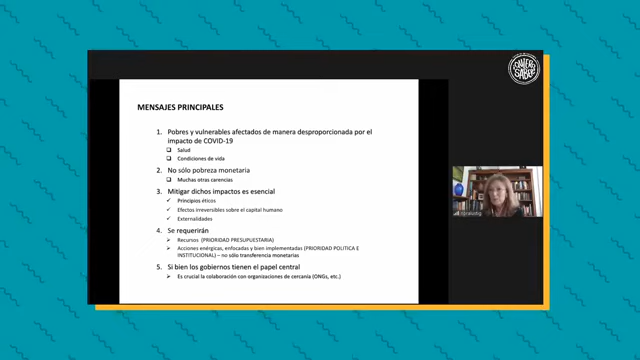 QUIERO
SABER
MENSAJES PRINCIPALES
1. Pobres y vulnerables afectados de manera desproporcionada por el
impacto de COVID-19
Salud
Condiciones de vida
2. No sólo pobreza monetaria
Muchas otras carencias
3. Mitigar dichos impactos es esencial
Principios éticos
Efectos irreversibles sobre el capital humano
Externalidades
4. Se requerirán
Recursos (PRIORIDAD PRESUPUESTARIA)
Acciones enérgicas, enfocadas y bien implementadas (PRIORIDAD POLITICA E
INSTITUCIONAL) – no sólo transferencia monetarias
5. Si bien los gobiernos tienen el papel central
Es crucial la colaboración con organizaciones de cercanía (ONGs, etc.)